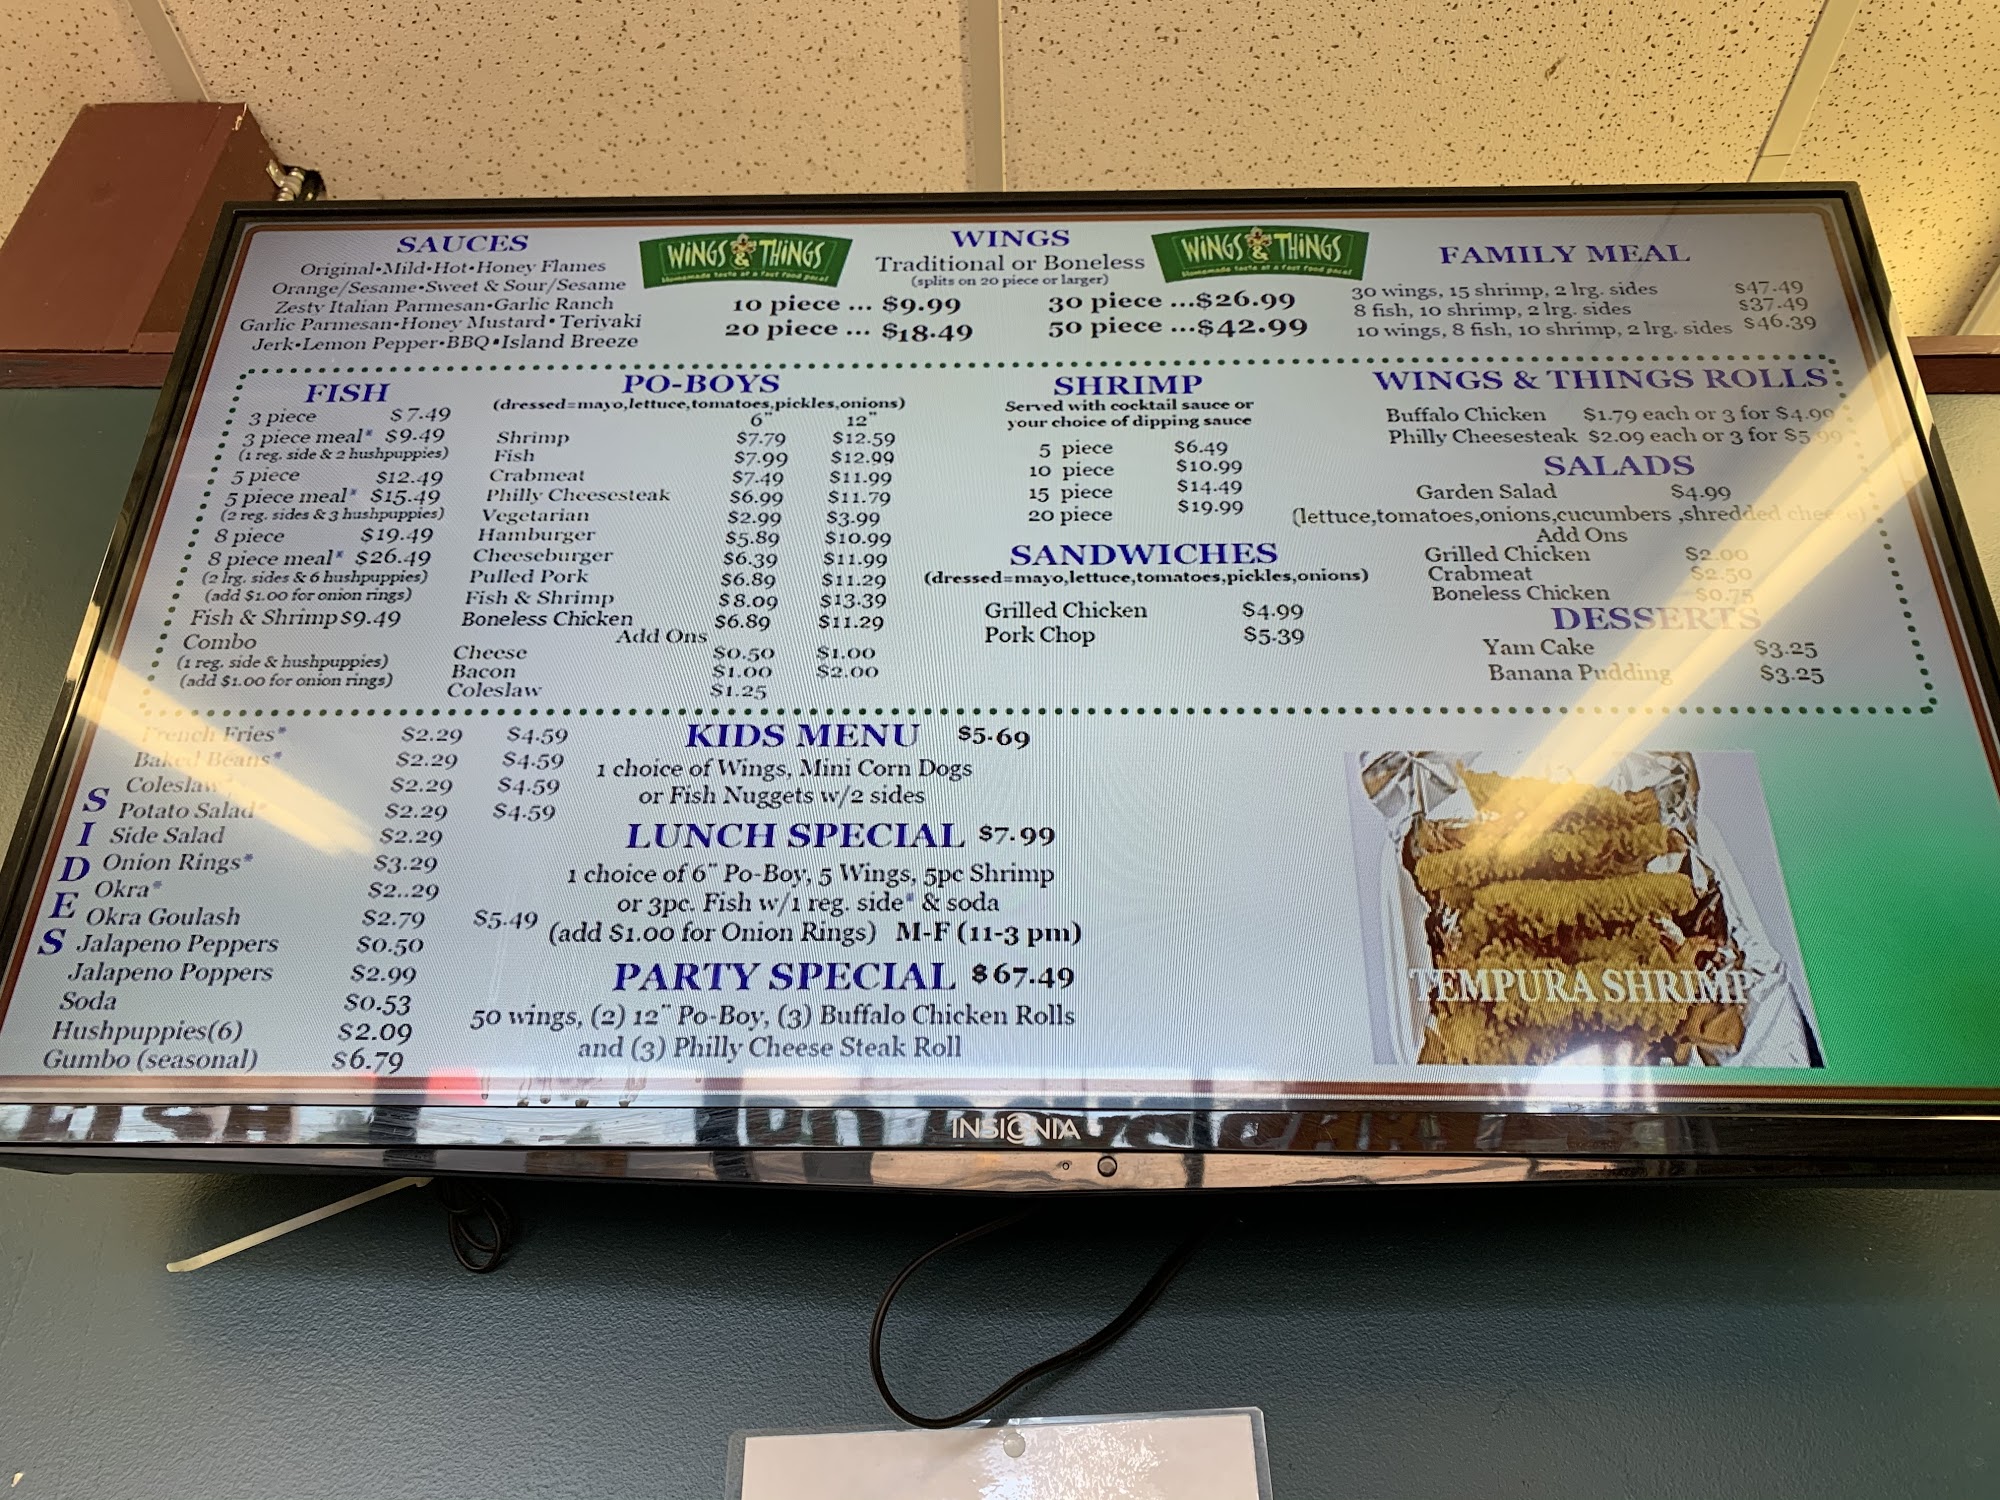 SAUCES
Original•Mild•Hot•Honey Flames
Orange/Sesame•Sweet & Sour/Sesame
Zesty Italian Parmesan•Garlic Ranch
Garlic Parmesan•Honey Mustard•Teriyaki
Jerk•Lemon Pepper•BBQ•Island Breeze
WINGS & THINGS
Homemade taste at a fast food pace!
WINGS
Traditional or Boneless
(splits on 20 piece or larger)
10 piece ... $9.99
20 piece ... $18.49
30 piece ...$26.99
50 piece ...$42.99
WINGS & THINGS
Homemade taste at a fast food pace!
FAMILY MEAL
30 wings, 15 shrimp, 2 lrg. sides $47.49
8 fish, 10 shrimp, 2 lrg. sides $37.49
10 wings, 8 fish, 10 shrimp, 2 lrg. sides $46.39
FISH
3 piece $7.49
3 piece meal* $9.49
(1 reg. side & 2 hushpuppies)
5 piece $12.49
5 piece meal* $15.49
(2 reg. sides & 3 hushpuppies)
8 piece $19.49
8 piece meal* $26.49
(2 lrg. sides & 6 hushpuppies)
(add $1.00 for onion rings)
Fish & Shrimp $9.49
Combo
(1 reg. side & hushpuppies)
(add $1.00 for onion rings)
PO-BOYS
(dressed=mayo,lettuce,tomatoes,pickles,onions)
6" 12"
Shrimp $7.79 $12.59
Fish $7.99 $12.99
Crabmeat $7.49 $11.99
Philly Cheesesteak $6.99 $11.79
Vegetarian $2.99 $3.99
Hamburger $5.89 $10.99
Cheeseburger $6.39 $11.99
Pulled Pork $6.89 $11.29
Fish & Shrimp $8.09 $13.39
Boneless Chicken $6.89 $11.29
Add Ons
Cheese $0.50 $1.00
Bacon $1.00 $2.00
Coleslaw $1.25
SHRIMP
Served with cocktail sauce or
your choice of dipping sauce
5 piece $6.49
10 piece $10.99
15 piece $14.49
20 piece $19.99
SANDWICHES
(dressed=mayo,lettuce,tomatoes,pickles,onions)
Grilled Chicken $4.99
Pork Chop $5.39
WINGS & THINGS ROLLS
Buffalo Chicken $1.79 each or 3 for $4.99
Philly Cheesesteak $2.09 each or 3 for $5.99
SALADS
Garden Salad $4.99
(lettuce,tomatoes,onions,cucumbers ,shredded cheese)
Add Ons
Grilled Chicken $2.00
Crabmeat $2.50
Boneless Chicken $0.75
DESSERTS
Yam Cake $3.25
Banana Pudding $3.25
SIDES
French Fries* $2.29 $4.59
Baked Beans* $2.29 $4.59
Coleslaw* $2.29 $4.59
Potato Salad* $2.29 $4.59
Side Salad $2.29
Onion Rings* $3.29
Okra* $2..29
Okra Goulash $2.79 $5.49
Jalapeno Peppers $0.50
Jalapeno Poppers $2.99
Soda $0.53
Hushpuppies(6) $2.09
Gumbo (seasonal) $6.79
KIDS MENU $5.69
1 choice of Wings, Mini Corn Dogs
or Fish Nuggets w/2 sides
LUNCH SPECIAL $7.99
1 choice of 6" Po-Boy, 5 Wings, 5pc Shrimp
or 3pc. Fish w/1 reg. side* & soda
(add $1.00 for Onion Rings) M-F (11-3 pm)
PARTY SPECIAL $67.49
50 wings, (2) 12" Po-Boy, (3) Buffalo Chicken Rolls
and (3) Philly Cheese Steak Roll
TEMPURA SHRIMP
INSIGNIA